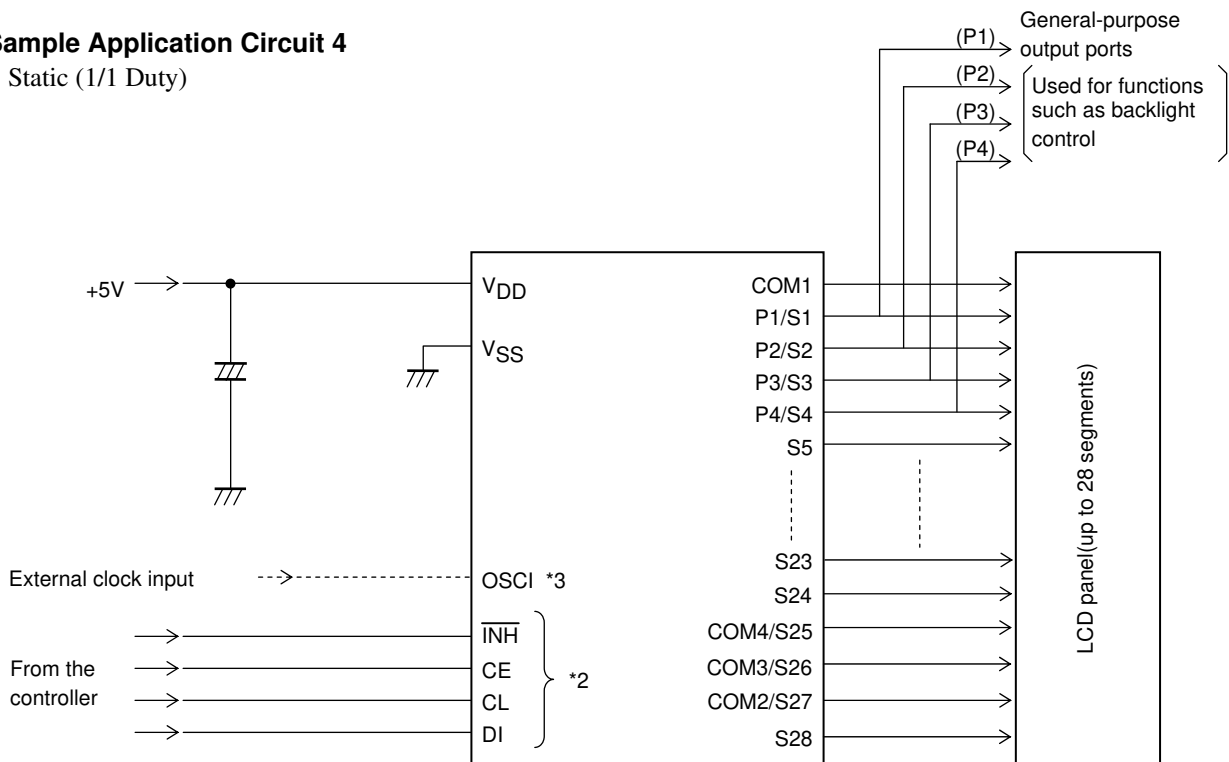 Sample Application Circuit 4
Static (1/1 Duty)
(P1)
(P2)
(P3)
(P4)
General-purpose
output ports
Used for functions
such as backlight
control
+5V
VDD
VSS
External clock input
OSCI *3
From the
controller
INH
CE
CL
DI
*2
COM1
P1/S1
P2/S2
P3/S3
P4/S4
S5
S23
S24
COM4/S25
COM3/S26
COM2/S27
S28
LCD panel(up to 28 segments)